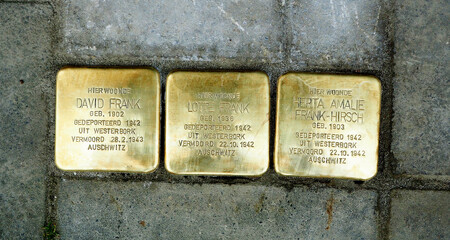 HIER WOONDE
DAVID FRANK
GEB. 1902
GEDEPORTEERD 1942
UIT WESTERBORK
VERMOORD 28.2.1943
AUSCHWITZ
FRANK
GEDEPORTEERD 1942
UIT WESTERBORK
VERMOORD 22.10.1942
AUSCHWITZ
HIER WOONDE
HERTA AMALIE
FRANK-HIRSCH
GEB. 1903
GEDEPORTEERD 1942
UIT WESTERBORK
VERMOORD 22.10.1942
AUSCHWITZ